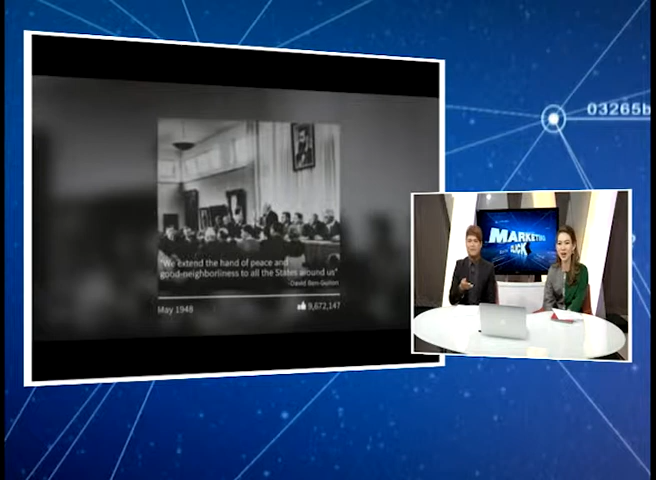 03265b
"We extend the hand of peace and
good-neighborliness to all the States around us"
-David Ben-Gurion
May 1948
9,672,147
MARKETING